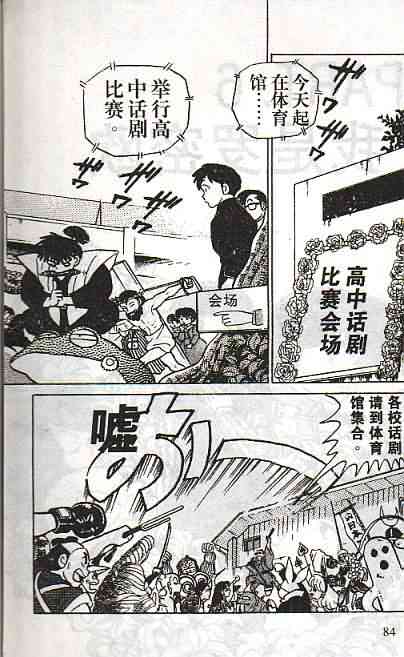 今天起
在体育
馆……
举行高
中话剧
比赛。
高中话剧
比赛会场
会场
各校话剧
请到体育
馆集合。
嘘
84